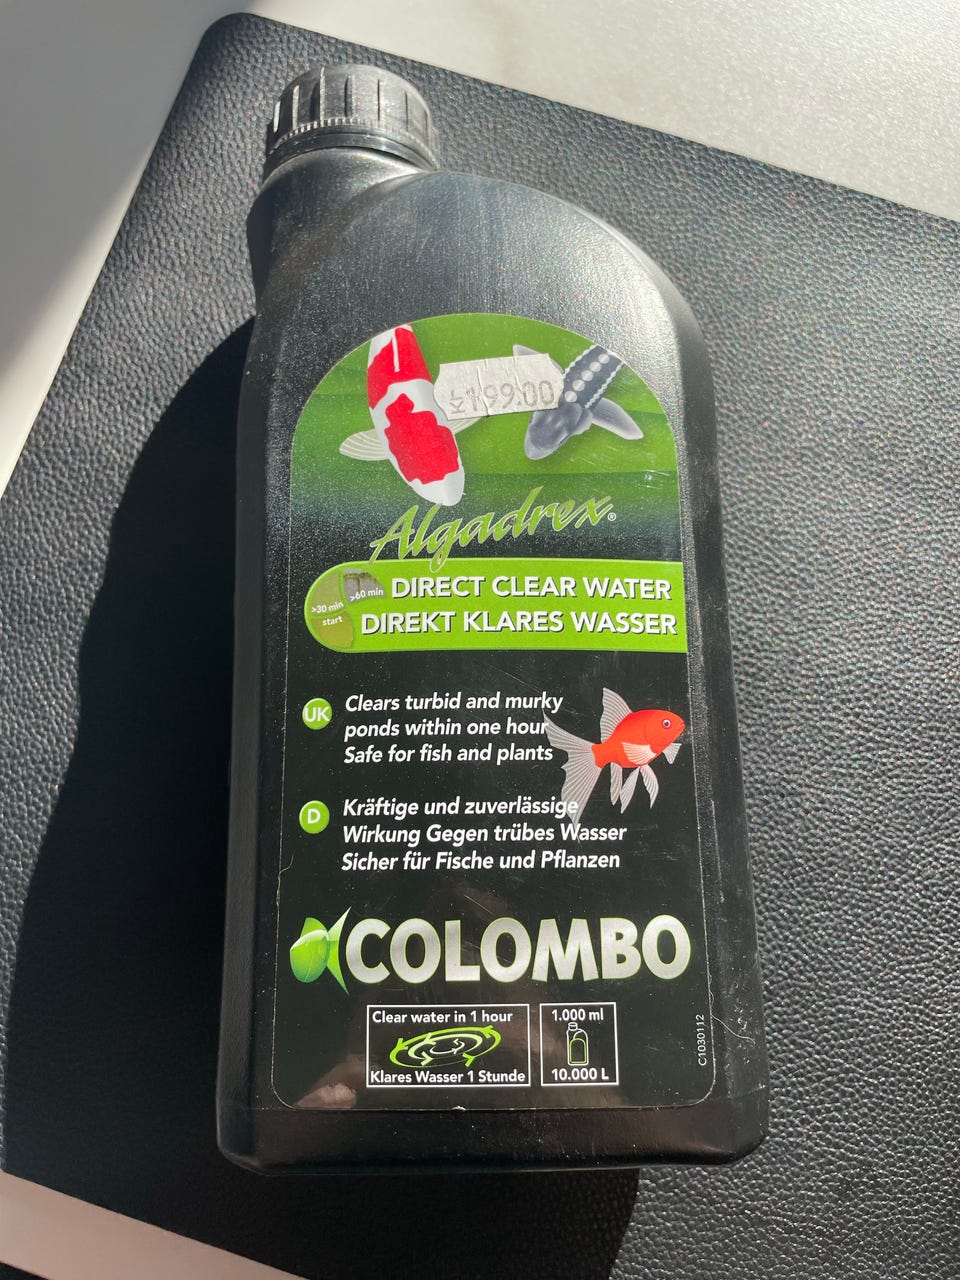 199.00
Algadrex®
>60 min
>30 min
start
DIRECT CLEAR WATER
DIREKT KLARES WASSER
UK
Clears turbid and murky
ponds within one hour
Safe for fish and plants
D
Kräftige und zuverlässige
Wirkung Gegen trübes Wasser
Sicher für Fische und Pflanzen
COLOMBO
Clear water in 1 hour
Klares Wasser 1 Stunde
1.000 ml
10.000 L
C1030112